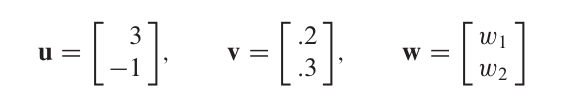 u = [3 -1], v = [.2 .3], w = [w₁ w₂]